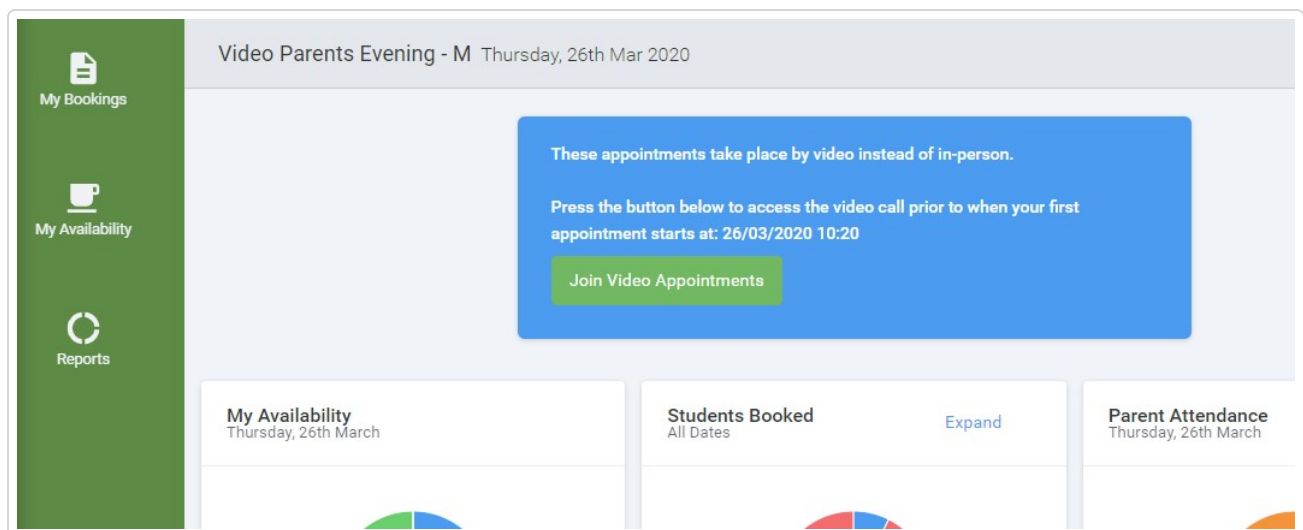 Video Parents Evening - M Thursday, 26th Mar 2020
My Bookings
My Availability
Reports
These appointments take place by video instead of in-person.
Press the button below to access the video call prior to when your first
appointment starts at: 26/03/2020 10:20
Join Video Appointments
My Availability
Thursday, 26th March
Students Booked
All Dates
Expand
Parent Attendance
Thursday, 26th March